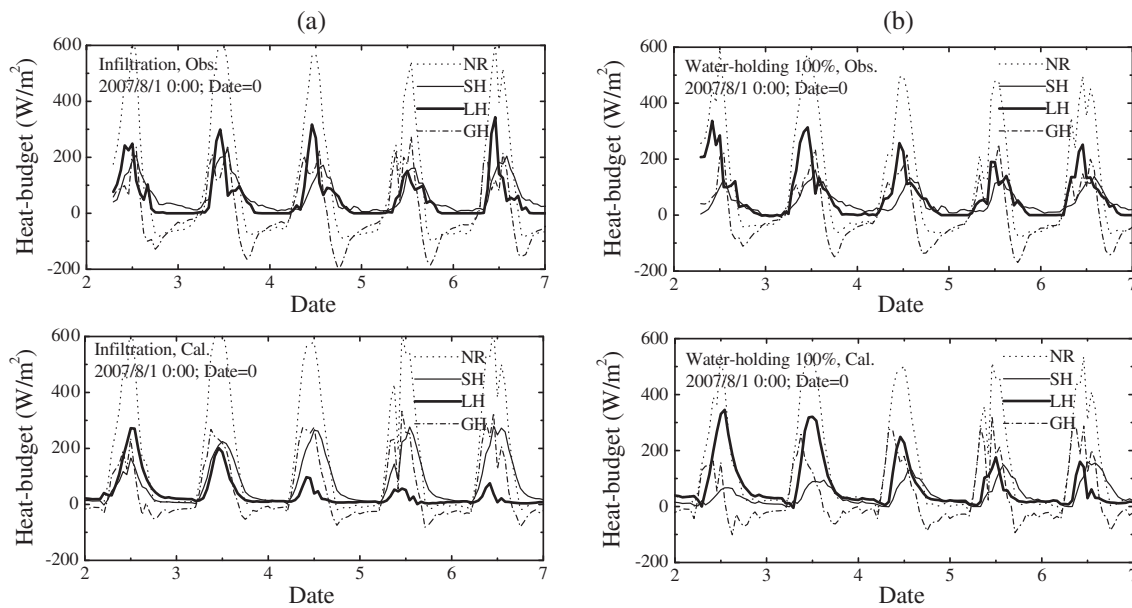 (a)
(b)
Heat-budget (W/m²)
600
400
200
0
-200
Infiltration, Obs.
2007/8/1 0:00; Date=0
NR
SH
LH
GH
2 3 4 5 6 7
Date
Heat-budget (W/m²)
600
400
200
0
-200
Water-holding 100%, Obs.
2007/8/1 0:00; Date=0
NR
SH
LH
GH
2 3 4 5 6 7
Date
Heat-budget (W/m²)
600
400
200
0
-200
Infiltration, Cal.
2007/8/1 0:00; Date=0
NR
SH
LH
GH
2 3 4 5 6 7
Date
Heat-budget (W/m²)
600
400
200
0
-200
Water-holding 100%, Cal.
2007/8/1 0:00; Date=0
NR
SH
LH
GH
2 3 4 5 6 7
Date